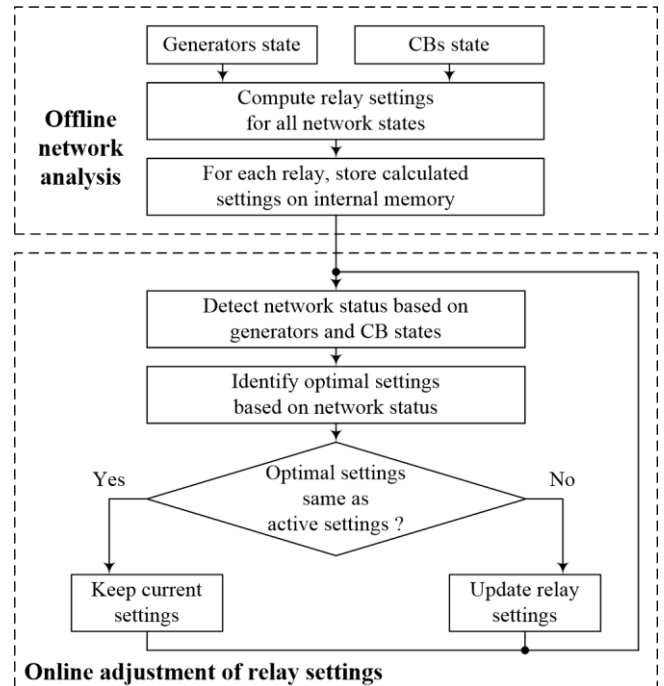 Generators state
CBs state
Compute relay settings
for all network states
Offline
network
analysis
For each relay, store calculated
settings on internal memory
Detect network status based on
generators and CB states
Identify optimal settings
based on network status
Optimal settings
same as
active settings ?
Yes
No
Keep current
settings
Update relay
settings
Online adjustment of relay settings